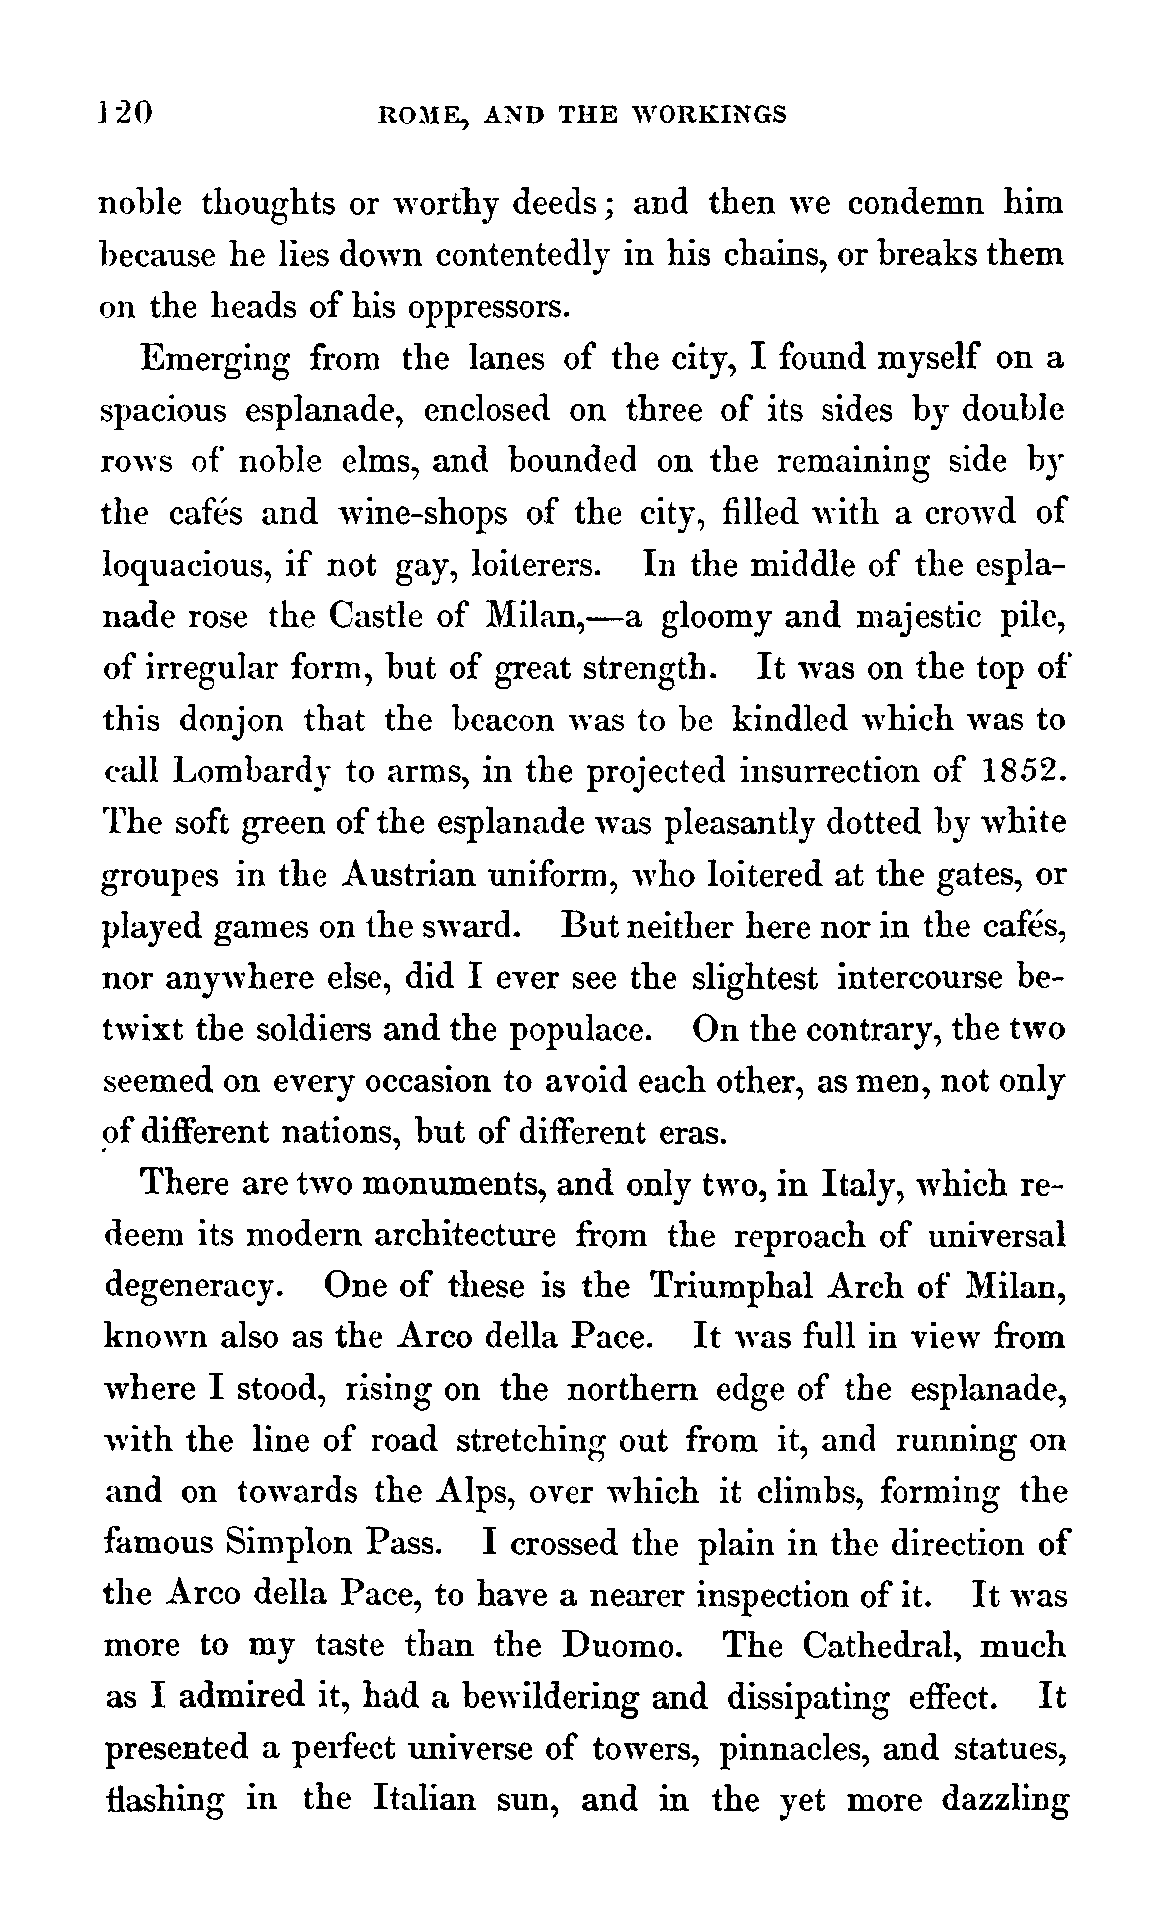 120 ROME, AND THE WORKINGS
noble thoughts or worthy deeds; and then we condemn him
because he lies down contentedly in his chains, or breaks them
on the heads of his oppressors.
Emerging from the lanes of the city, I found myself on a
spacious esplanade, enclosed on three of its sides by double
rows of noble elms, and bounded on the remaining side by
the cafés and wine-shops of the city, filled with a crowd of
loquacious, if not gay, loiterers. In the middle of the espla-
nade rose the Castle of Milan,—a gloomy and majestic pile,
of irregular form, but of great strength. It was on the top of
this donjon that the beacon was to be kindled which was to
call Lombardy to arms, in the projected insurrection of 1852.
The soft green of the esplanade was pleasantly dotted by white
groupes in the Austrian uniform, who loitered at the gates, or
played games on the sward. But neither here nor in the cafés,
nor anywhere else, did I ever see the slightest intercourse be-
twixt the soldiers and the populace. On the contrary, the two
seemed on every occasion to avoid each other, as men, not only
of different nations, but of different eras.
There are two monuments, and only two, in Italy, which re-
deem its modern architecture from the reproach of universal
degeneracy. One of these is the Triumphal Arch of Milan,
known also as the Arco della Pace. It was full in view from
where I stood, rising on the northern edge of the esplanade,
with the line of road stretching out from it, and running on
and on towards the Alps, over which it climbs, forming the
famous Simplon Pass. I crossed the plain in the direction of
the Arco della Pace, to have a nearer inspection of it. It was
more to my taste than the Duomo. The Cathedral, much
as I admired it, had a bewildering and dissipating effect. It
presented a perfect universe of towers, pinnacles, and statues,
flashing in the Italian sun, and in the yet more dazzling